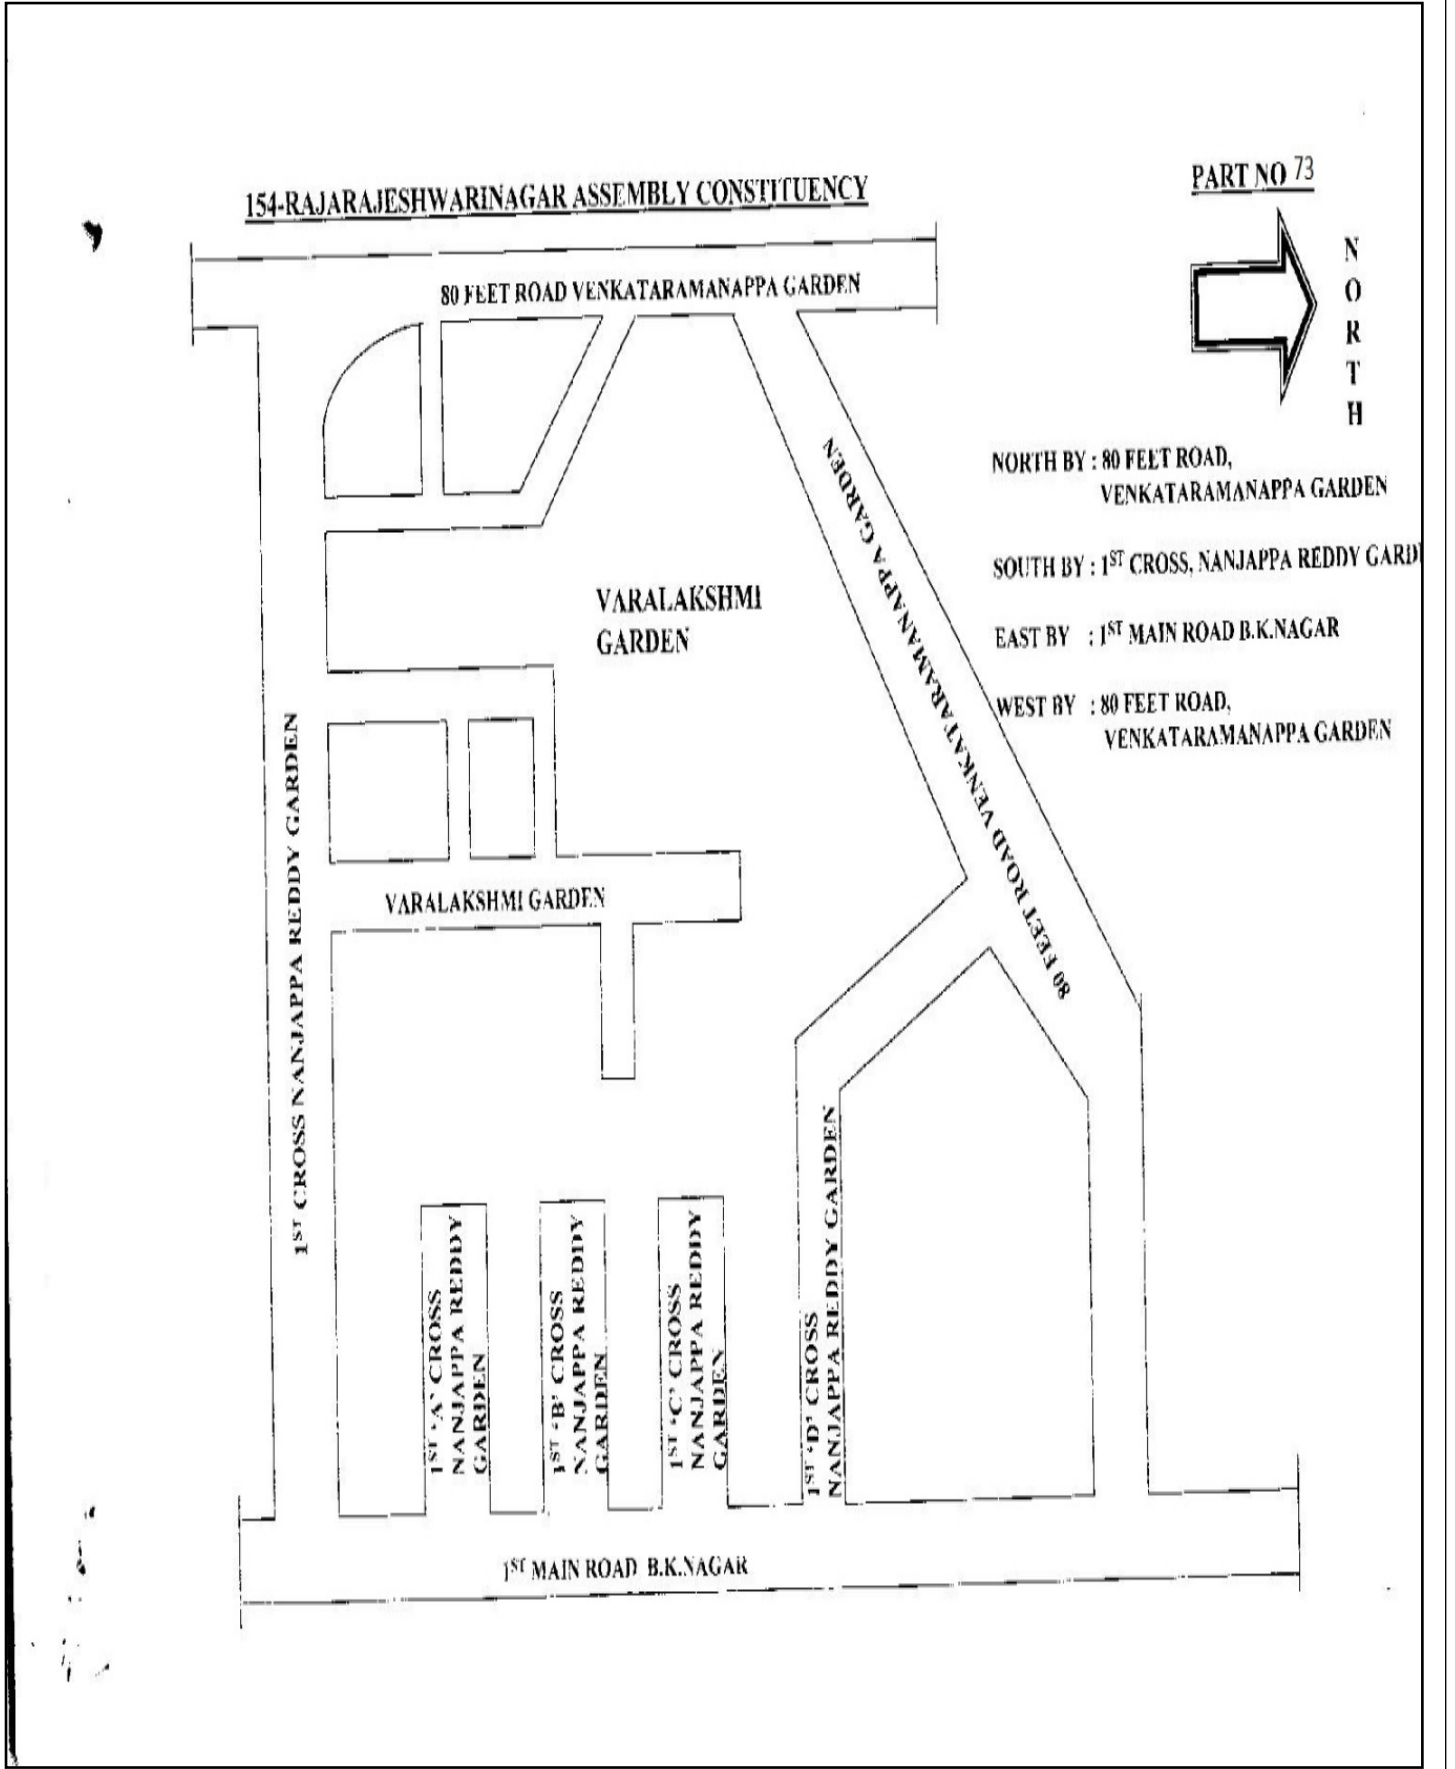 154-RAJARAJESHWARINAGAR ASSEMBLY CONSTITUENCY
PART NO 73
NORTH
80 FEET ROAD VENKATARAMANAPPA GARDEN
NORTH BY : 80 FEET ROAD,
VENKATARAMANAPPA GARDEN
SOUTH BY : 1ST CROSS, NANJAPPA REDDY GARD
EAST BY : 1ST MAIN ROAD B.K.NAGAR
WEST BY : 80 FEET ROAD,
VENKATARAMANAPPA GARDEN
80 FEET ROAD VENKATARAMANAPPA GARDEN
VARALAKSHMI
GARDEN
1ST CROSS NANJAPPA REDDY GARDEN
VARALAKSHMI GARDEN
1ST 'A' CROSS
NANJAPPA REDDY
GARDEN
1ST 'B' CROSS
NANJAPPA REDDY
GARDEN
1ST 'C' CROSS
NANJAPPA REDDY
GARDEN
1ST 'D' CROSS
NANJAPPA REDDY GARDEN
1ST MAIN ROAD B.K.NAGAR